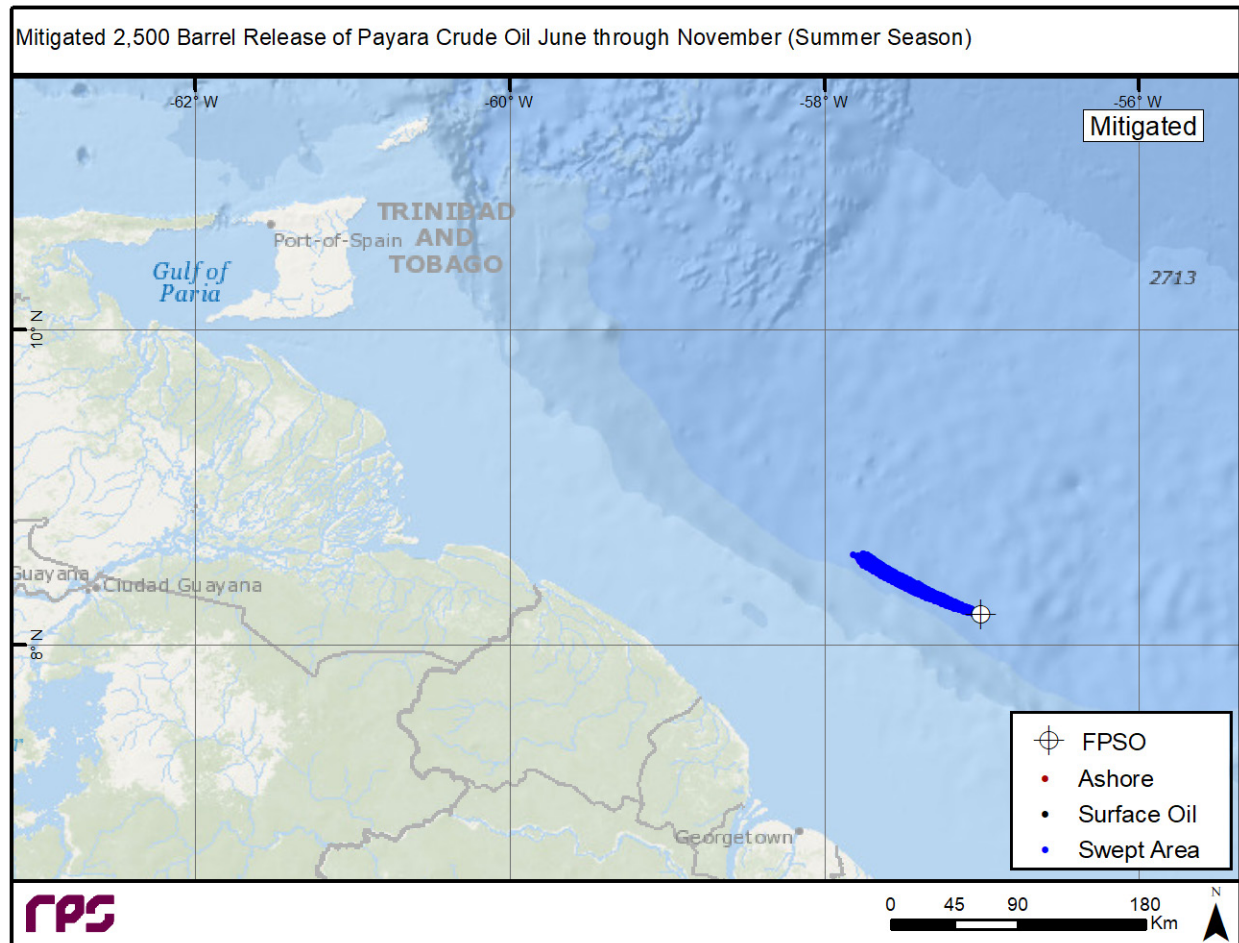 Mitigated 2,500 Barrel Release of Payara Crude Oil June through November (Summer Season)
-62° W
-60° W
-58° W
-56° W
Mitigated
TRINIDAD
AND
TOBAGO
Port-of-Spain
Gulf of
Paria
2713
10° N
Guayana
Ciudad Guayana
8° N
r
Georgetown
FPSO
Ashore
Surface Oil
Swept Area
rps
0 45 90 180
Km
N